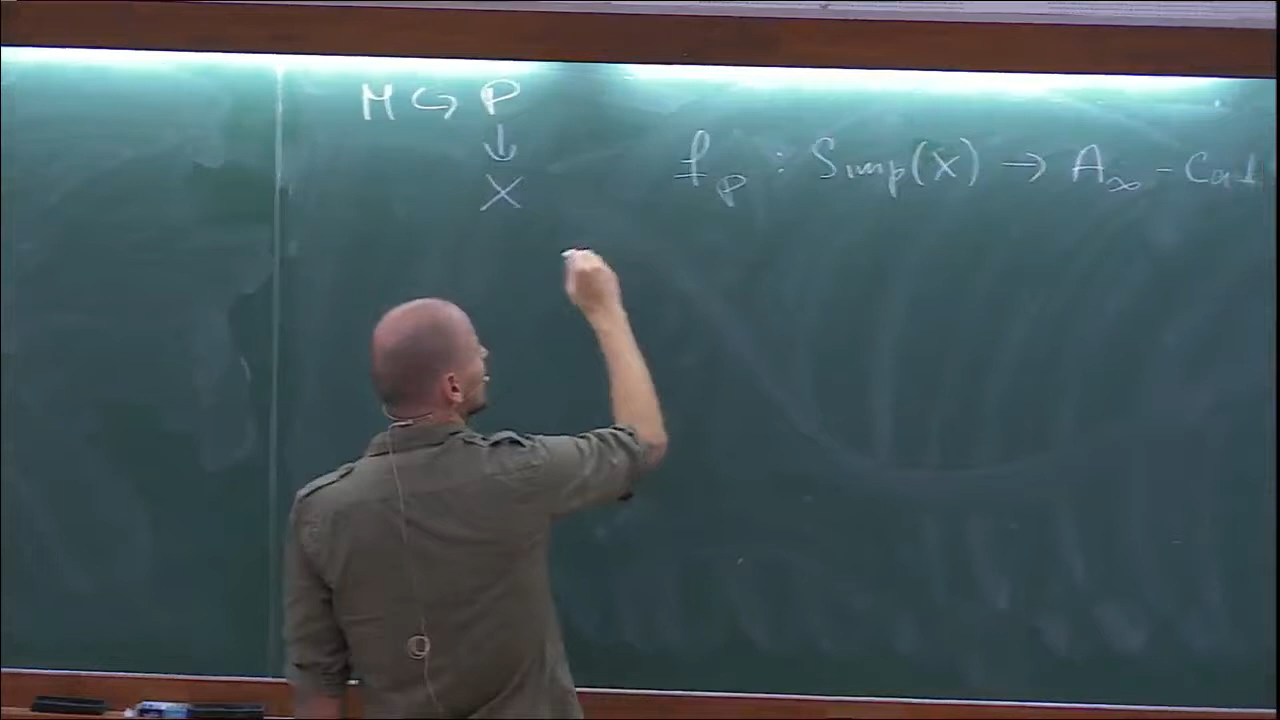 M ↪ P
↓
X
f_P : Simp(X) → A_∞ - Cat